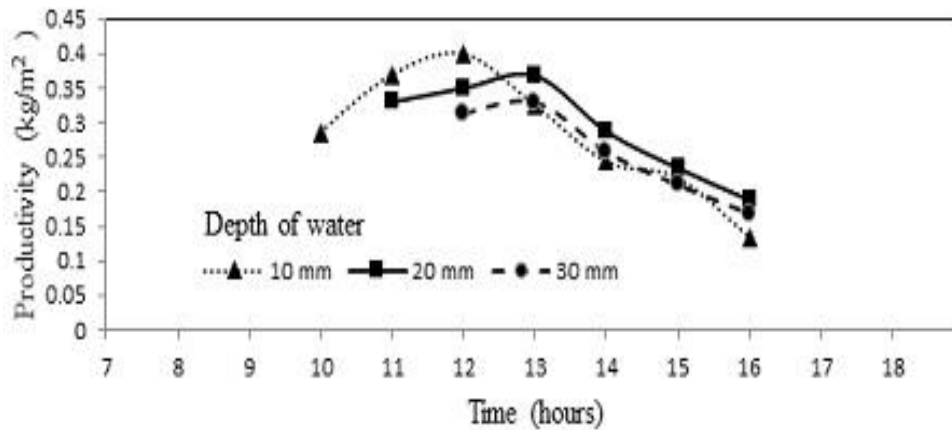 0.45
0.4
0.35
0.3
0.25
0.2
0.15
0.1
0.05
0
Productivity (kg/m²)
Depth of water
10 mm 20 mm 30 mm
7 8 9 10 11 12 13 14 15 16 17 18
Time (hours)